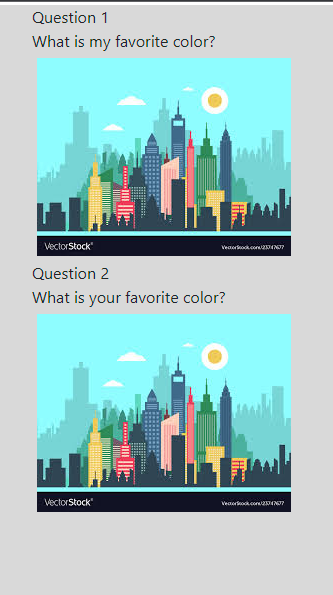 Question 1
What is my favorite color?
VectorStock®
VectorStock.com/23747677
Question 2
What is your favorite color?
VectorStock®
VectorStock.com/23747677